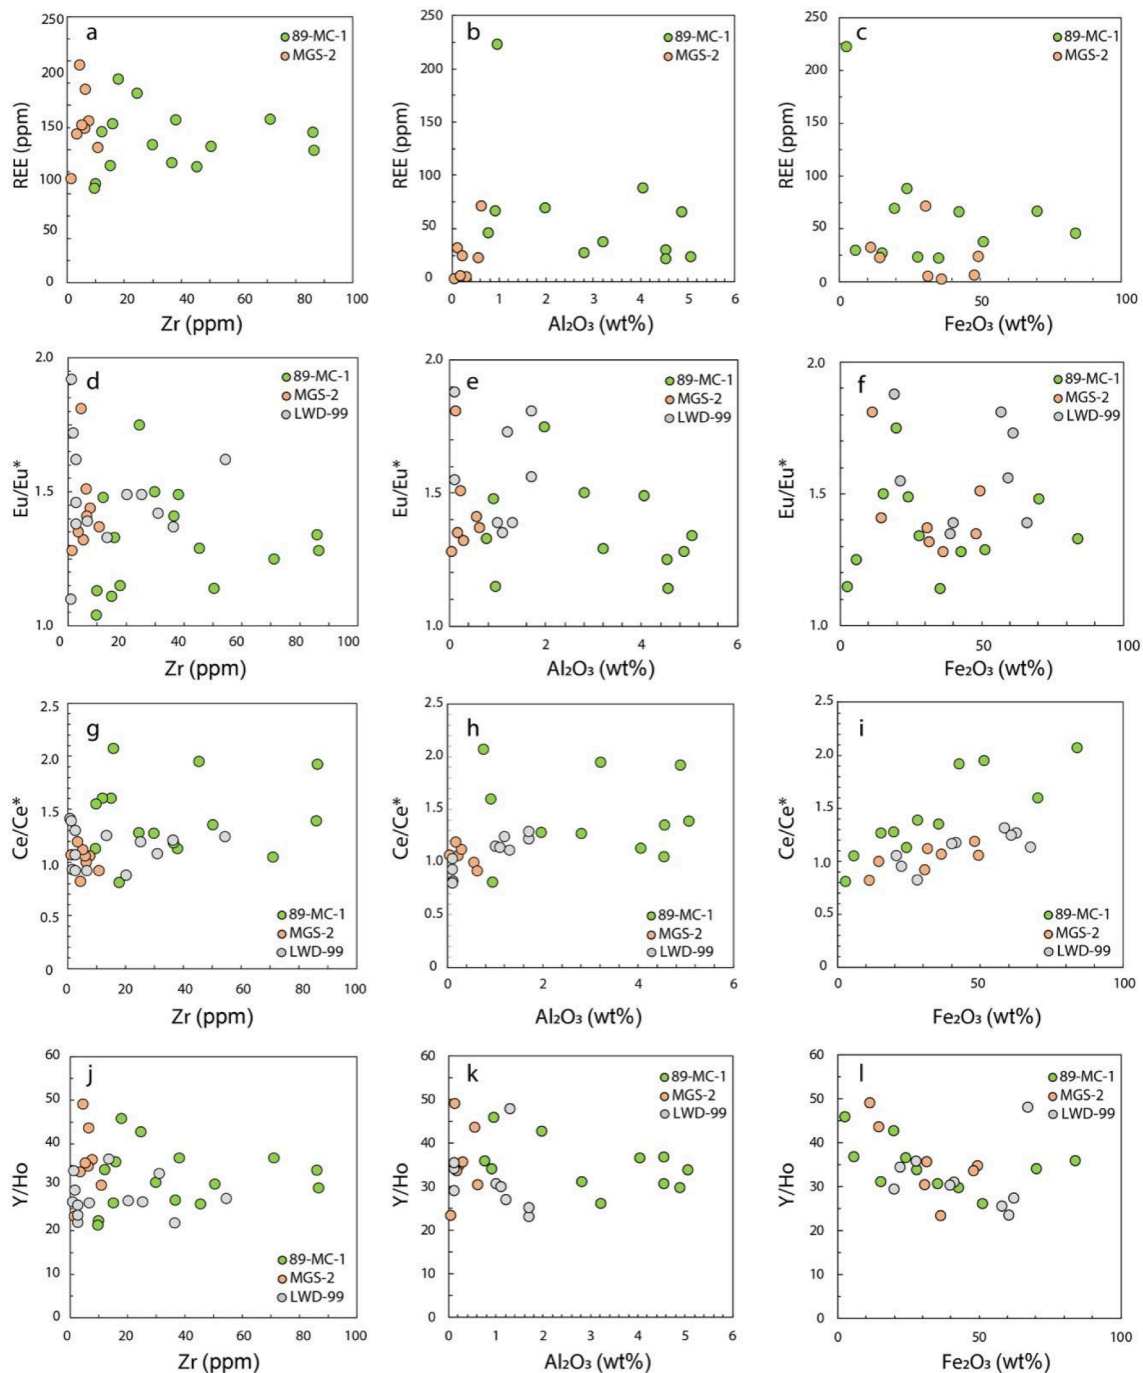 a
89-MC-1
MGS-2
250
200
150
100
50
0
REE (ppm)
0 20 40 60 80 100
Zr (ppm)
b
89-MC-1
MGS-2
250
200
150
100
50
0
REE (ppm)
0 1 2 3 4 5 6
Al₂O₃ (wt%)
c
89-MC-1
MGS-2
250
200
150
100
50
0
REE (ppm)
0 50 100
Fe₂O₃ (wt%)
d
89-MC-1
MGS-2
LWD-99
2.0
1.5
1.0
Eu/Eu*
0 20 40 60 80 100
Zr (ppm)
e
89-MC-1
MGS-2
LWD-99
2.0
1.5
1.0
Eu/Eu*
0 2 4 6
Al₂O₃ (wt%)
f
89-MC-1
MGS-2
LWD-99
2.0
1.5
1.0
Eu/Eu*
0 50 100
Fe₂O₃ (wt%)
g
89-MC-1
MGS-2
LWD-99
2.5
2.0
1.5
1.0
0.5
0
Ce/Ce*
0 20 40 60 80 100
Zr (ppm)
h
89-MC-1
MGS-2
LWD-99
2.5
2.0
1.5
1.0
0.5
0
Ce/Ce*
0 2 4 6
Al₂O₃ (wt%)
i
89-MC-1
MGS-2
LWD-99
2.5
2.0
1.5
1.0
0.5
0
Ce/Ce*
0 50 100
Fe₂O₃ (wt%)
j
89-MC-1
MGS-2
LWD-99
60
50
40
30
20
10
0
Y/Ho
0 20 40 60 80 100
Zr (ppm)
k
89-MC-1
MGS-2
LWD-99
60
50
40
30
20
10
0
Y/Ho
0 1 2 3 4 5 6
Al₂O₃ (wt%)
l
89-MC-1
MGS-2
LWD-99
60
50
40
30
20
10
0
Y/Ho
0 50 100
Fe₂O₃ (wt%)